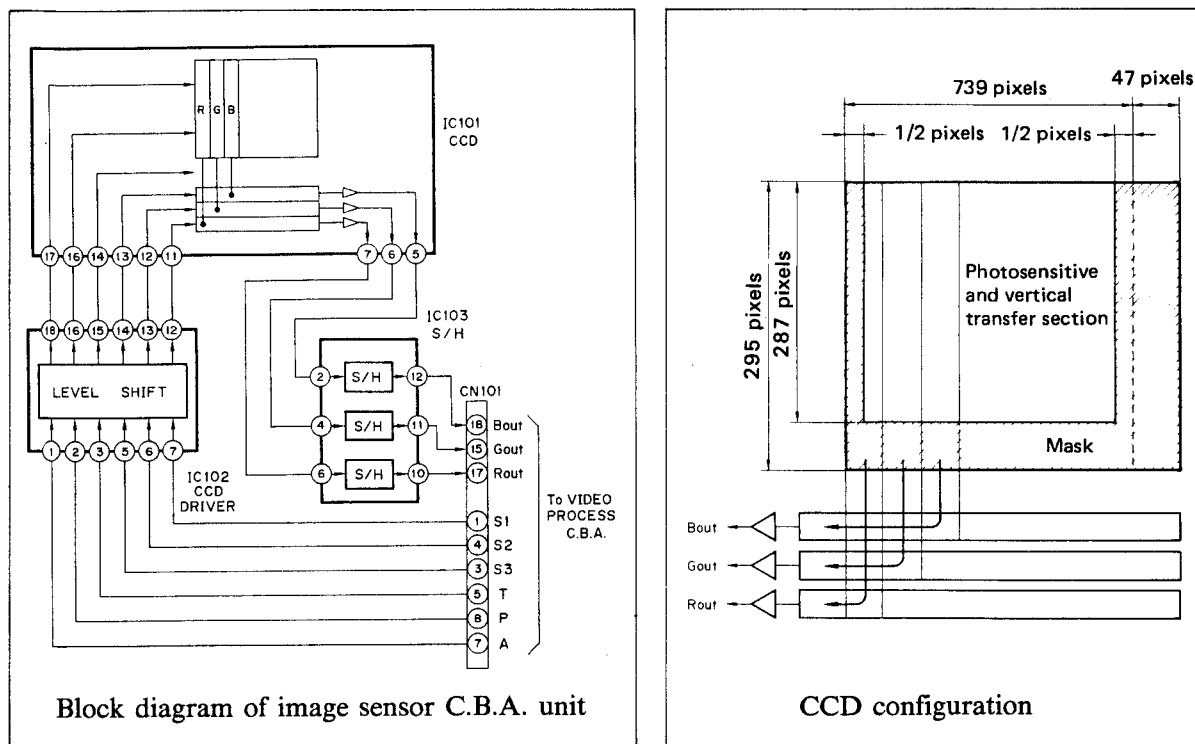 R G B
IC101
CCD
17 16 14 13 12 11
7 6 5
18 16 15 14 13 12
LEVEL SHIFT
1 2 3 5 6 7
IC102
CCD
DRIVER
IC103
S/H
2 S/H 12
4 S/H 11
6 S/H 10
CN101
18 Bout
15 Gout
17 Rout
To VIDEO
PROCESS
C.B.A.
1 S1
4 S2
3 S3
5 T
8 P
7 A
Block diagram of image sensor C.B.A. unit
739 pixels
47 pixels
1/2 pixels 1/2 pixels
295 pixels
287 pixels
Photosensitive
and vertical
transfer section
Mask
Bout
Gout
Rout
CCD configuration